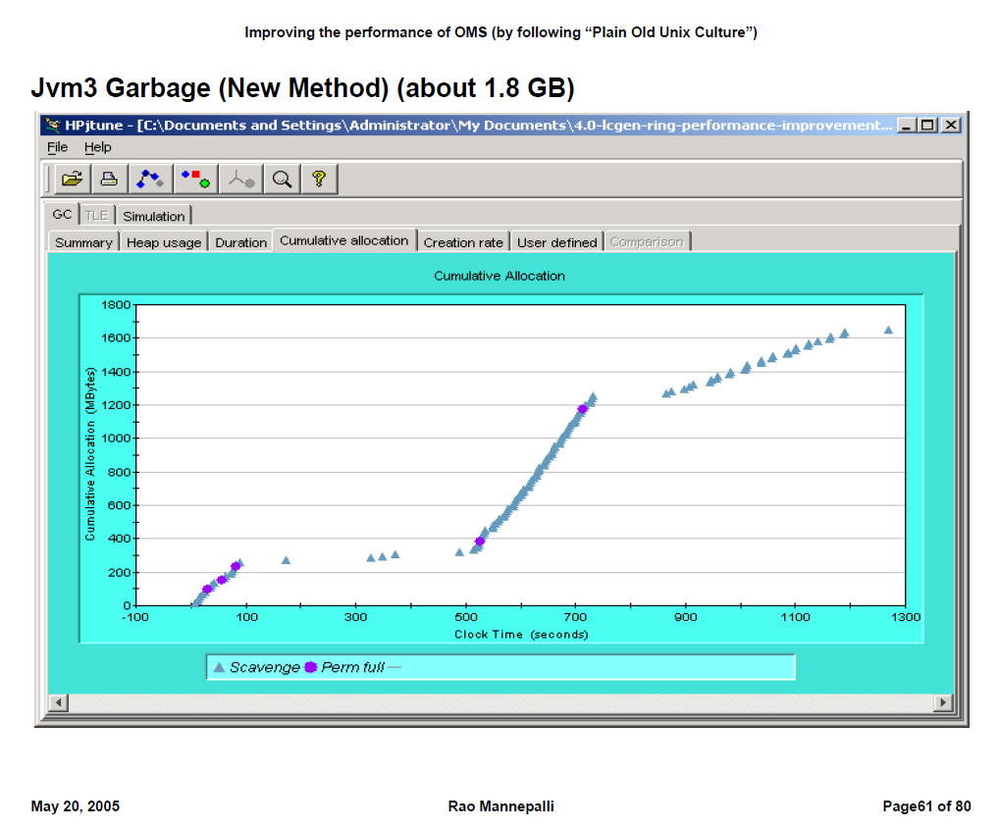 Improving the performance of OMS (by following “Plain Old Unix Culture”)
Jvm3 Garbage (New Method) (about 1.8 GB)
HPjtune - [C:\Documents and Settings\Administrator\My Documents\4.0-lcgen-ring-performance-improvement...
File Help
GC TLE Simulation
Summary Heap usage Duration Cumulative allocation Creation rate User defined Comparison
Cumulative Allocation
Cumulative Allocation (MBytes)
1800
1600
1400
1200
1000
800
600
400
200
0
-100 100 300 500 700 900 1100 1300
Clock Time (seconds)
Scavenge Perm full
May 20, 2005 Rao Mannepalli Page61 of 80